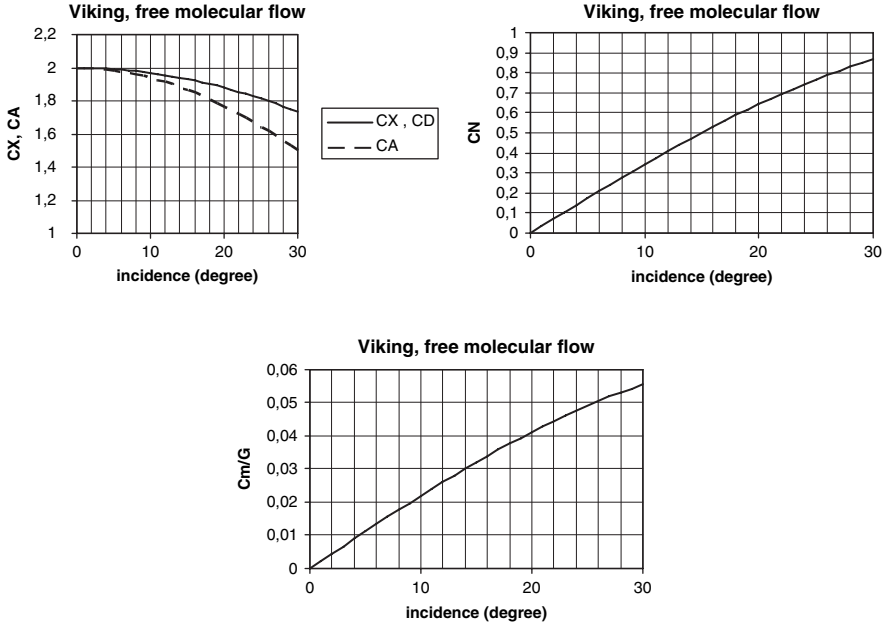 Viking, free molecular flow
2,2
2
1,8
1,6
1,4
1,2
1
CX, CA
0 10 20 30
incidence (degree)
CX , CD
CA
Viking, free molecular flow
1
0,9
0,8
0,7
0,6
0,5
0,4
0,3
0,2
0,1
0
CN
0 10 20 30
incidence (degree)
Viking, free molecular flow
0,06
0,05
0,04
0,03
0,02
0,01
0
Cm/G
0 10 20 30
incidence (degree)